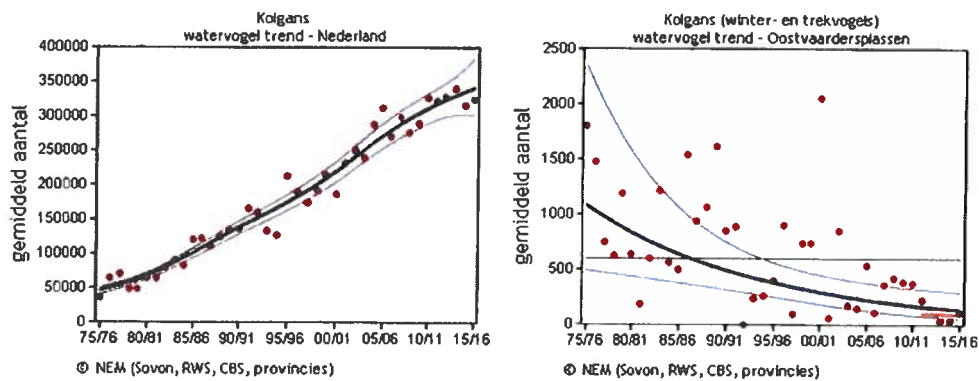 Kolgans
watervogel trend - Nederland
gemiddeld aantal
400000
350000
300000
250000
200000
150000
100000
50000
0
75/76 80/81 85/86 90/91 95/96 00/01 05/06 10/11 15/16
© NEM (Sovon, RWS, CBS, provincies)
Kolgans (winter- en trekvogels)
watervogel trend - Oostvaardersplassen
gemiddeld aantal
2500
2000
1500
1000
500
0
75/76 80/81 85/86 90/91 95/96 00/01 05/06 10/11 15/16
© NEM (Sovon, RWS, CBS, provincies)